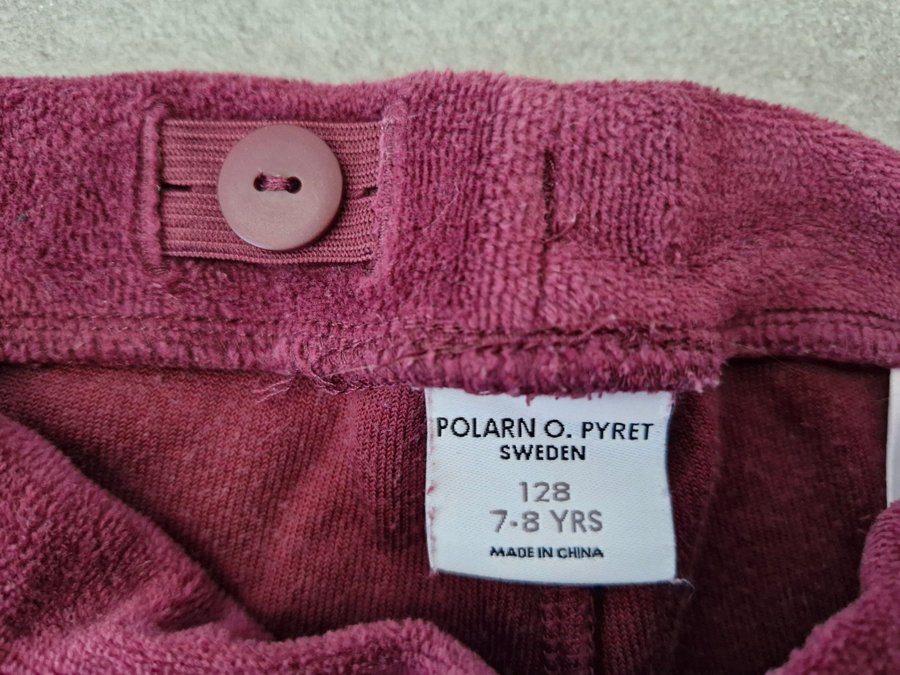 POLARN O. PYRET
SWEDEN
128
7-8 YRS
MADE IN CHINA